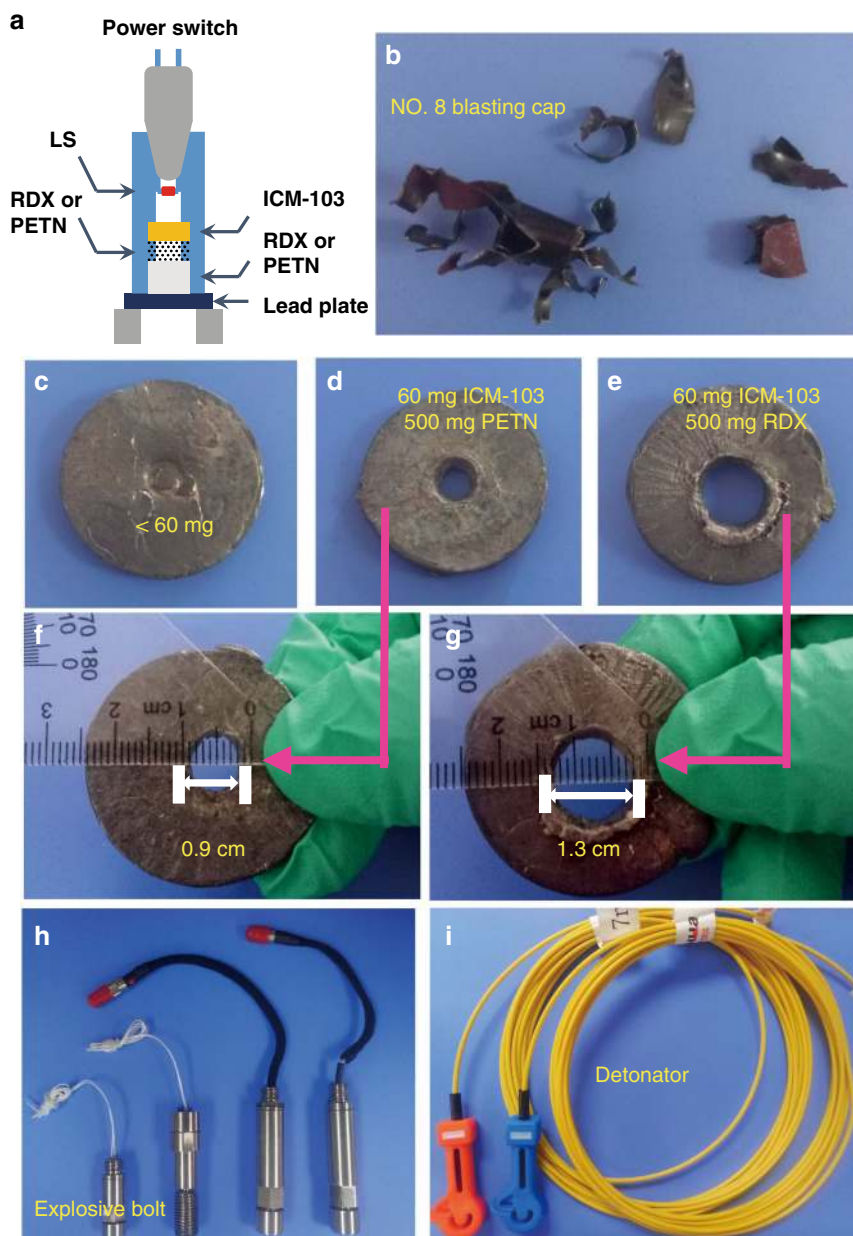 a
Power switch
LS
RDX or
PETN
ICM-103
RDX or
PETN
Lead plate
b
NO. 8 blasting cap
c
< 60 mg
d
60 mg ICM-103
500 mg PETN
e
60 mg ICM-103
500 mg RDX
f
70
180
10
0
3
2
1 cm
0
0.9 cm
g
70
180
10
0
2
1 cm
0
1.3 cm
h
Explosive bolt
i
Detonator